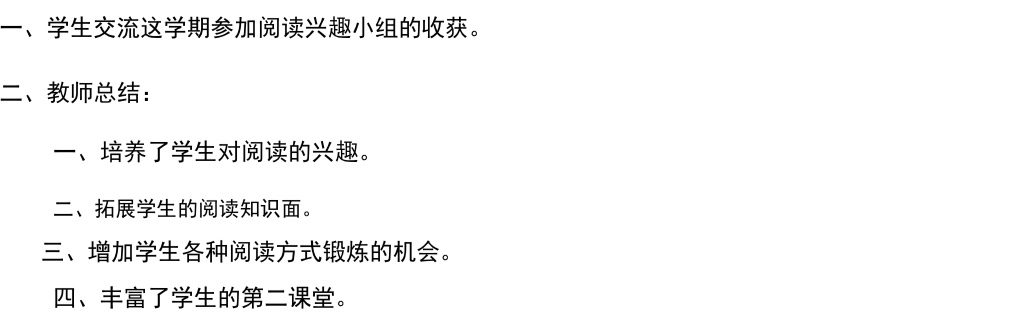 一、学生交流这学期参加阅读兴趣小组的收获。
二、教师总结：
一、培养了学生对阅读的兴趣。
二、拓展学生的阅读知识面。
三、增加学生各种阅读方式锻炼的机会。
四、丰富了学生的第二课堂。